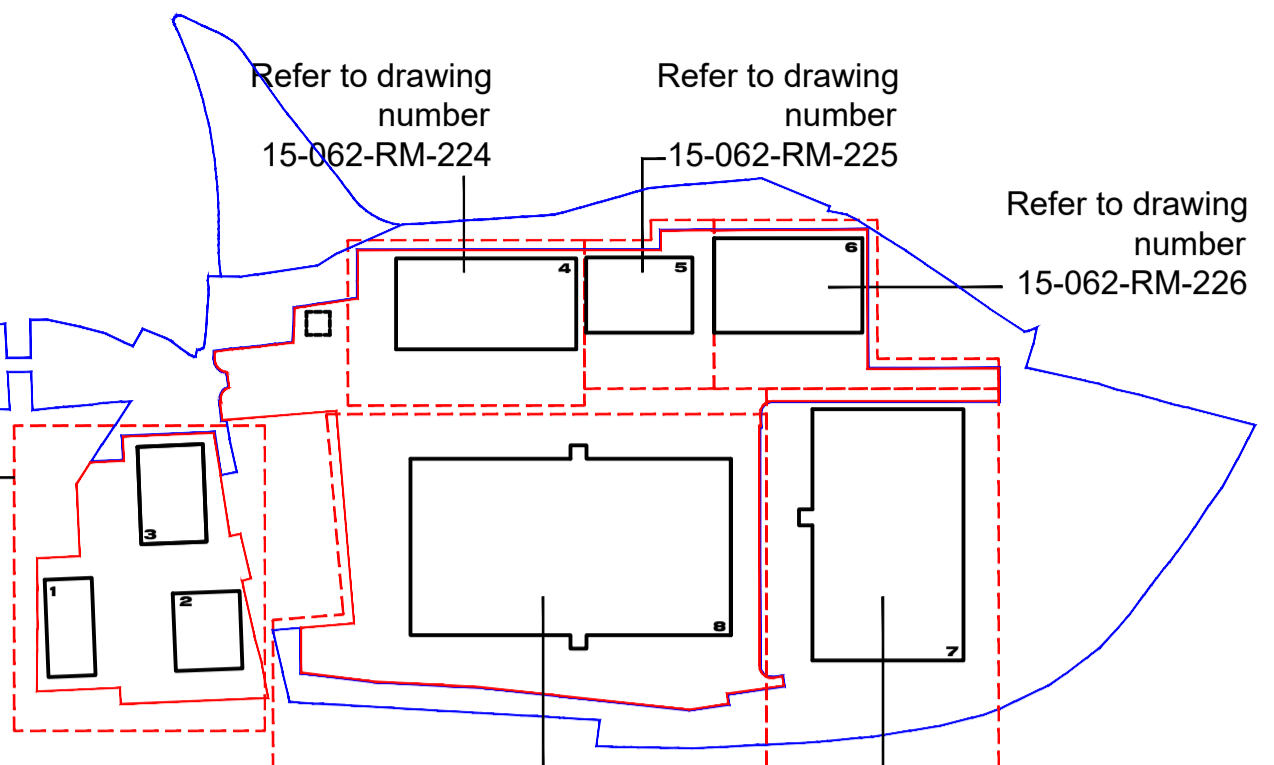 Refer to drawing
number
15-062-RM-224
Refer to drawing
number
15-062-RM-225
Refer to drawing
number
15-062-RM-226
4
5
6
3
1
2
8
7